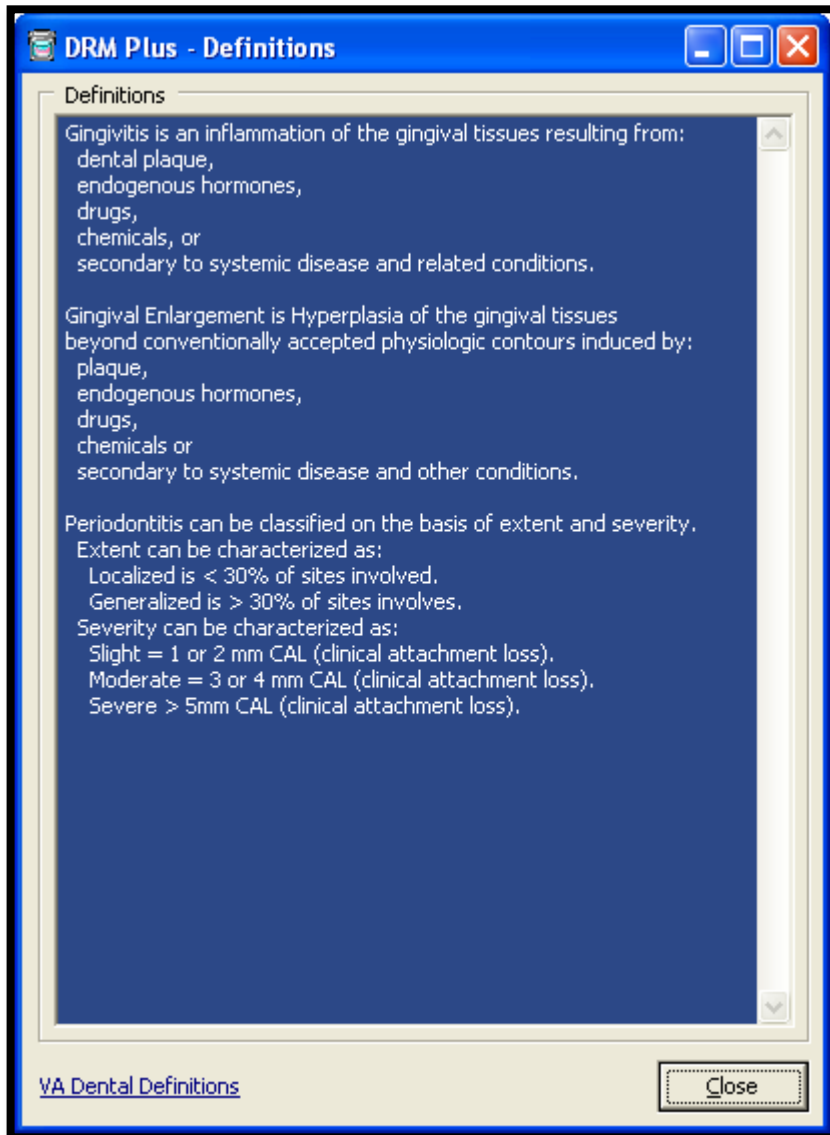 DRM Plus - Definitions
Definitions
Gingivitis is an inflammation of the gingival tissues resulting from:
dental plaque,
endogenous hormones,
drugs,
chemicals, or
secondary to systemic disease and related conditions.
Gingival Enlargement is Hyperplasia of the gingival tissues
beyond conventionally accepted physiologic contours induced by:
plaque,
endogenous hormones,
drugs,
chemicals or
secondary to systemic disease and other conditions.
Periodontitis can be classified on the basis of extent and severity.
Extent can be characterized as:
Localized is < 30% of sites involved.
Generalized is > 30% of sites involves.
Severity can be characterized as:
Slight = 1 or 2 mm CAL (clinical attachment loss).
Moderate = 3 or 4 mm CAL (clinical attachment loss).
Severe > 5mm CAL (clinical attachment loss).
VA Dental Definitions
Close